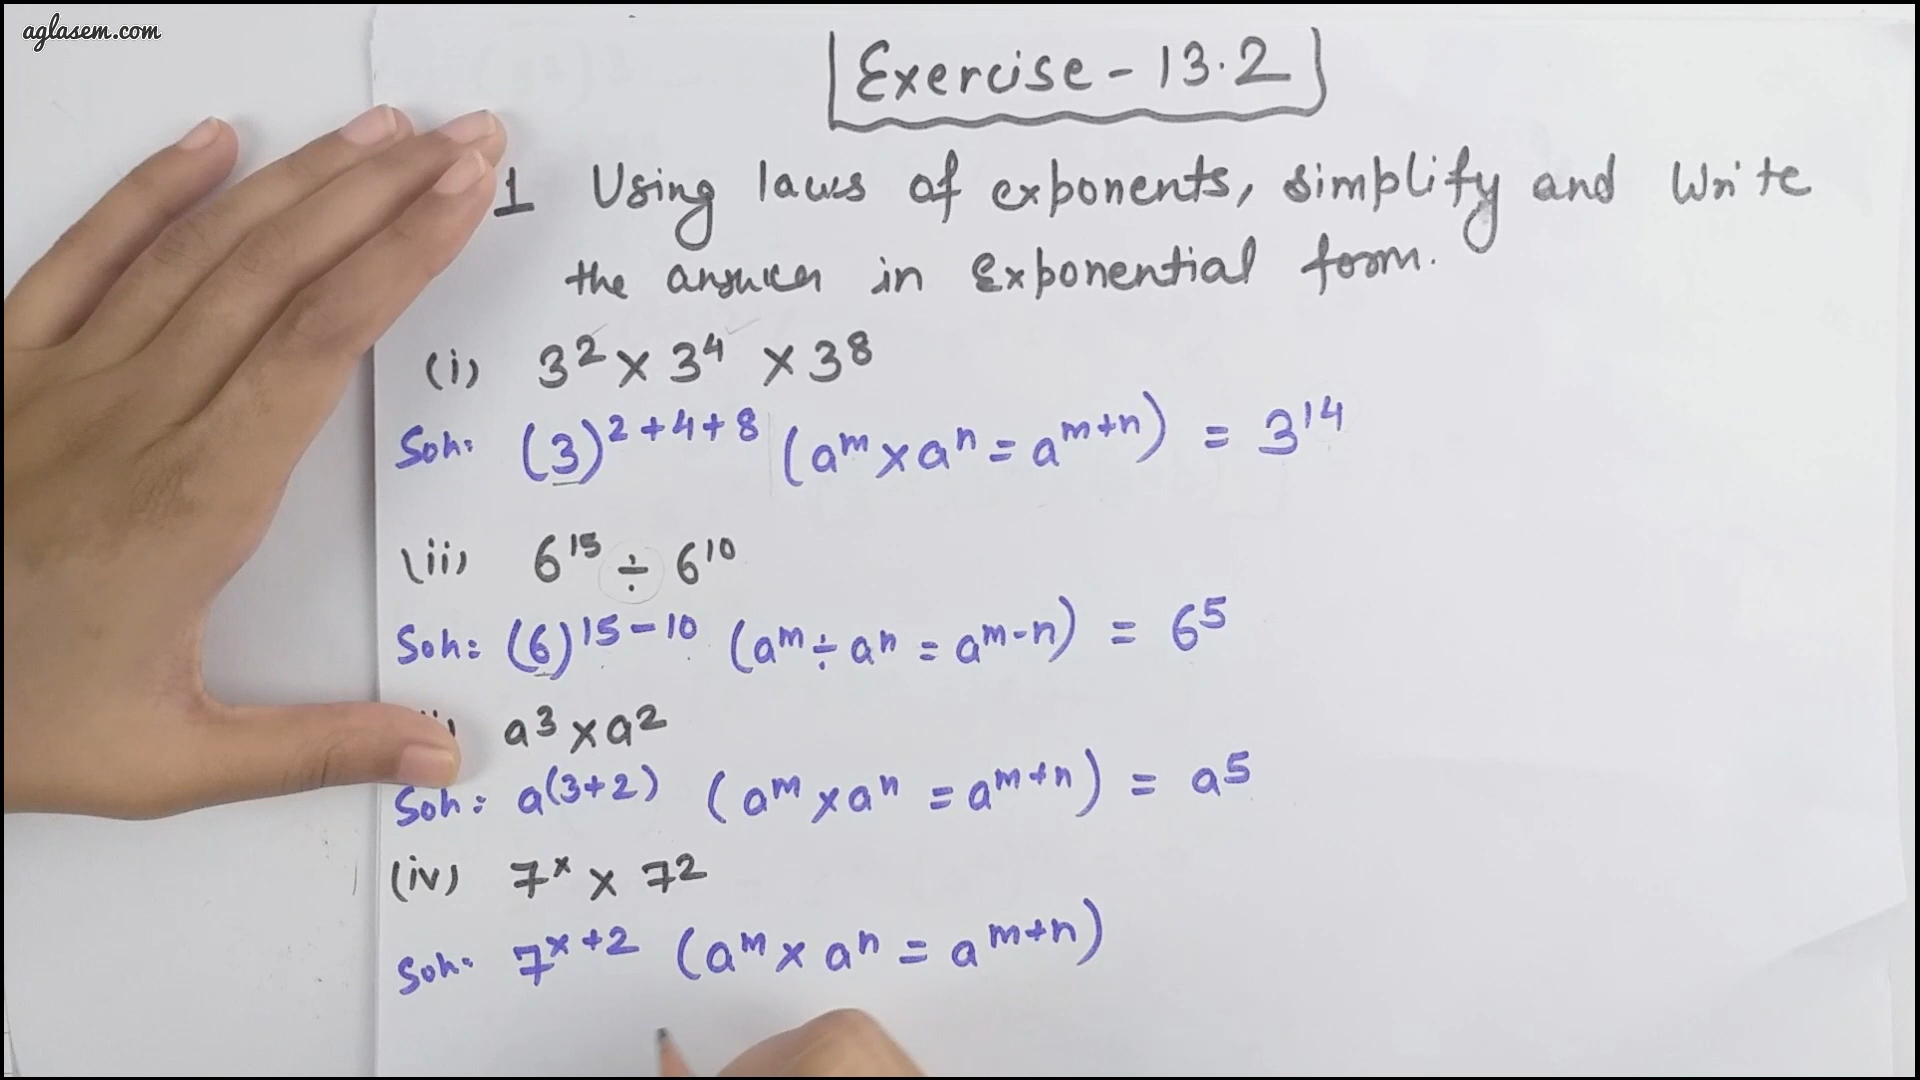 aglasem.com
Exercise - 13.2
1 Using laws of exponents, simplify and Write
the answer in Exponential form.
(i) 3² × 3⁴ × 3⁸
Soln: (3)²⁺⁴⁺⁸ (aᵐ × aⁿ = aᵐ⁺ⁿ) = 3¹⁴
(ii) 6¹⁵ ÷ 6¹⁰
Soln: (6)¹⁵⁻¹⁰ (aᵐ ÷ aⁿ = aᵐ⁻ⁿ) = 6⁵
a³ × a²
Soln: a⁽³⁺²⁾ (aᵐ × aⁿ = aᵐ⁺ⁿ) = a⁵
(iv) 7ˣ × 7²
Soln: 7ˣ⁺² (aᵐ × aⁿ = aᵐ⁺ⁿ)